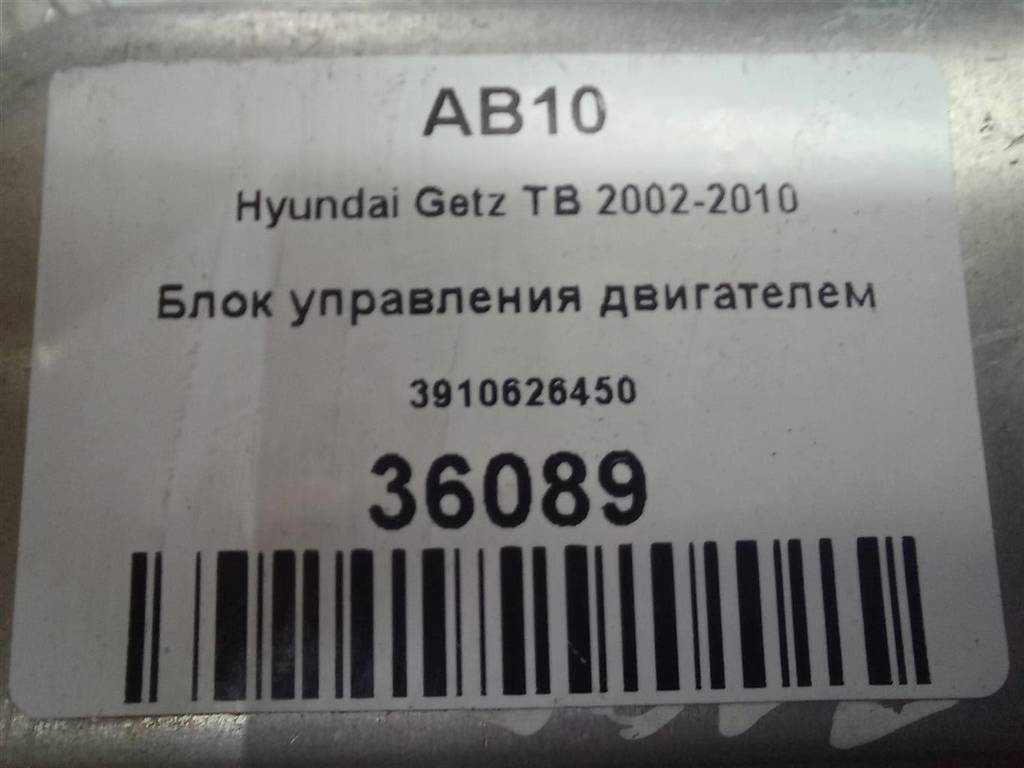 AB10
Hyundai Getz TB 2002-2010
Блок управления двигателем
3910626450
36089